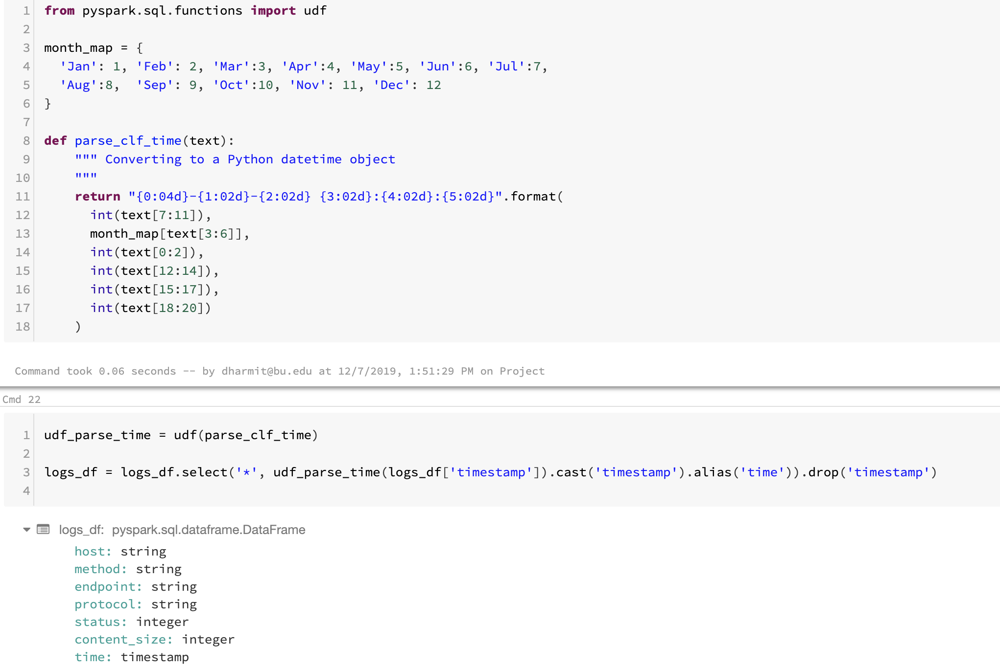 1 from pyspark.sql.functions import udf
2
3 month_map = {
4   'Jan': 1, 'Feb': 2, 'Mar':3, 'Apr':4, 'May':5, 'Jun':6, 'Jul':7,
5   'Aug':8,  'Sep': 9, 'Oct':10, 'Nov': 11, 'Dec': 12
6 }
7
8 def parse_clf_time(text):
9     """ Converting to a Python datetime object
10     """
11     return "{0:04d}-{1:02d}-{2:02d} {3:02d}:{4:02d}:{5:02d}".format(
12       int(text[7:11]),
13       month_map[text[3:6]],
14       int(text[0:2]),
15       int(text[12:14]),
16       int(text[15:17]),
17       int(text[18:20])
18     )
Command took 0.06 seconds -- by dharmit@bu.edu at 12/7/2019, 1:51:29 PM on Project
Cmd 22
1 udf_parse_time = udf(parse_clf_time)
2
3 logs_df = logs_df.select('*', udf_parse_time(logs_df['timestamp']).cast('timestamp').alias('time')).drop('timestamp')
4
logs_df: pyspark.sql.dataframe.DataFrame
host: string
method: string
endpoint: string
protocol: string
status: integer
content_size: integer
time: timestamp